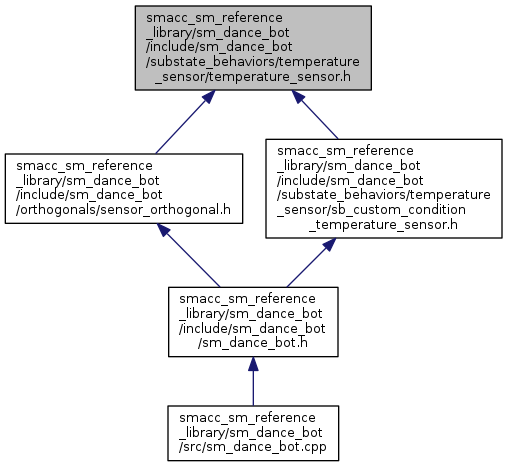 smacc_sm_reference
_library/sm_dance_bot
/include/sm_dance_bot
/substate_behaviors/temperature
_sensor/temperature_sensor.h
smacc_sm_reference
_library/sm_dance_bot
/include/sm_dance_bot
/orthogonals/sensor_orthogonal.h
smacc_sm_reference
_library/sm_dance_bot
/include/sm_dance_bot
/substate_behaviors/temperature
_sensor/sb_custom_condition
_temperature_sensor.h
smacc_sm_reference
_library/sm_dance_bot
/include/sm_dance_bot
/sm_dance_bot.h
smacc_sm_reference
_library/sm_dance_bot
/src/sm_dance_bot.cpp